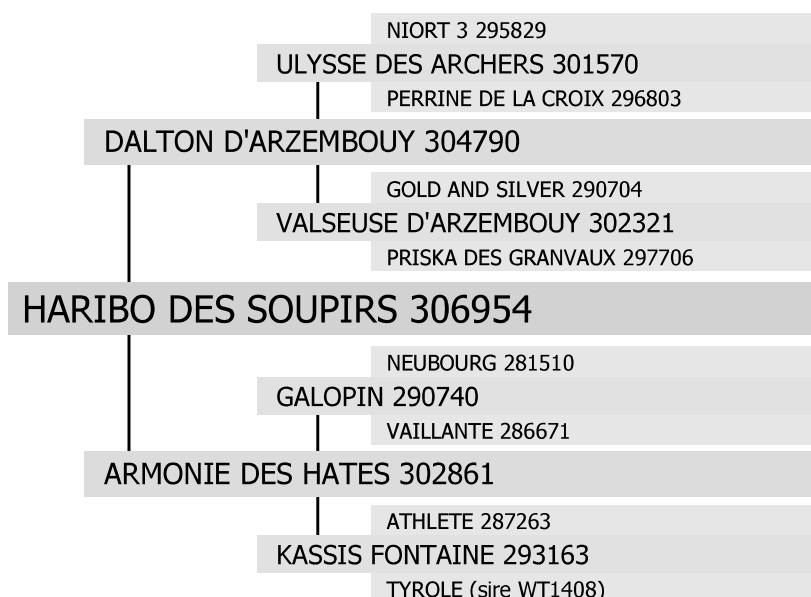 NIORT 3 295829
ULYSSE DES ARCHERS 301570
PERRINE DE LA CROIX 296803
DALTON D'ARZEMBOUY 304790
GOLD AND SILVER 290704
VALSEUSE D'ARZEMBOUY 302321
PRISKA DES GRANVAUX 297706
HARIBO DES SOUPIRS 306954
NEUBOURG 281510
GALOPIN 290740
VAILLANTE 286671
ARMONIE DES HATES 302861
ATHLETE 287263
KASSIS FONTAINE 293163
TYROLE (sire WT1408)